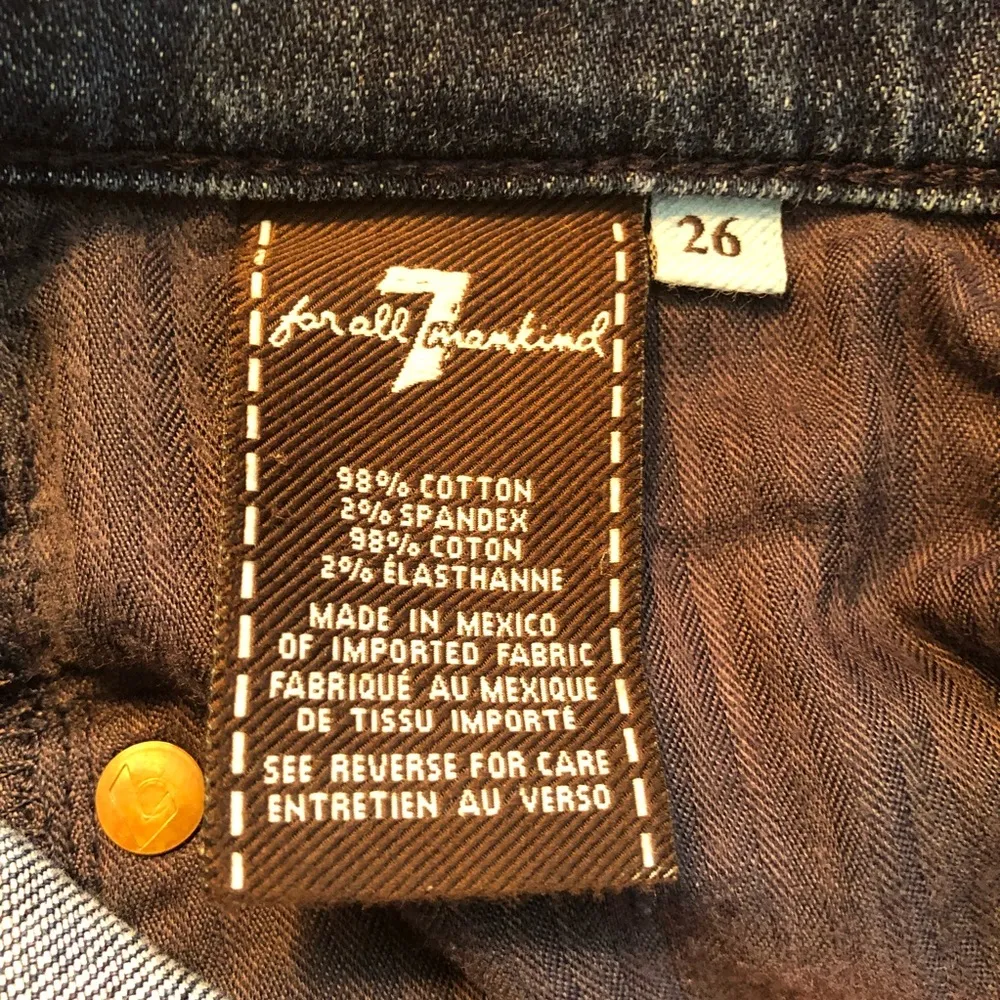 26
7
for all mankind
98% COTTON
2% SPANDEX
98% COTON
2% ÉLASTHANNE
MADE IN MEXICO
OF IMPORTED FABRIC
FABRIQUÉ AU MEXIQUE
DE TISSU IMPORTÉ
SEE REVERSE FOR CARE
ENTRETIEN AU VERSO